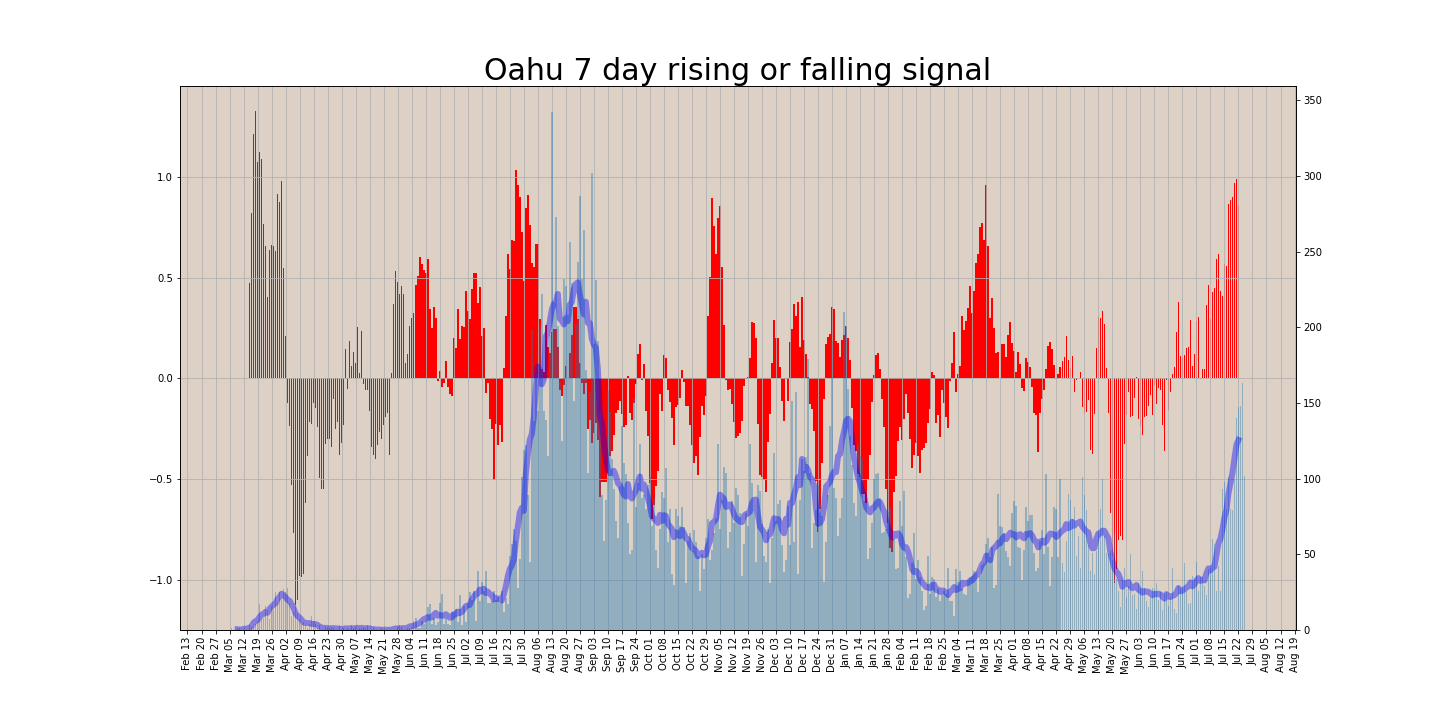 Oahu 7 day rising or falling signal
1.0
0.5
0.0
−0.5
−1.0
350
300
250
200
150
100
50
0
Feb 13
Feb 20
Feb 27
Mar 05
Mar 12
Mar 19
Mar 26
Apr 02
Apr 09
Apr 16
Apr 23
Apr 30
May 07
May 14
May 21
May 28
Jun 04
Jun 11
Jun 18
Jun 25
Jul 02
Jul 09
Jul 16
Jul 23
Jul 30
Aug 06
Aug 13
Aug 20
Aug 27
Sep 03
Sep 10
Sep 17
Sep 24
Oct 01
Oct 08
Oct 15
Oct 22
Oct 29
Nov 05
Nov 12
Nov 19
Nov 26
Dec 03
Dec 10
Dec 17
Dec 24
Dec 31
Jan 07
Jan 14
Jan 21
Jan 28
Feb 04
Feb 11
Feb 18
Feb 25
Mar 04
Mar 11
Mar 18
Mar 25
Apr 01
Apr 08
Apr 15
Apr 22
Apr 29
May 06
May 13
May 20
May 27
Jun 03
Jun 10
Jun 17
Jun 24
Jul 01
Jul 08
Jul 15
Jul 22
Jul 29
Aug 05
Aug 12
Aug 19